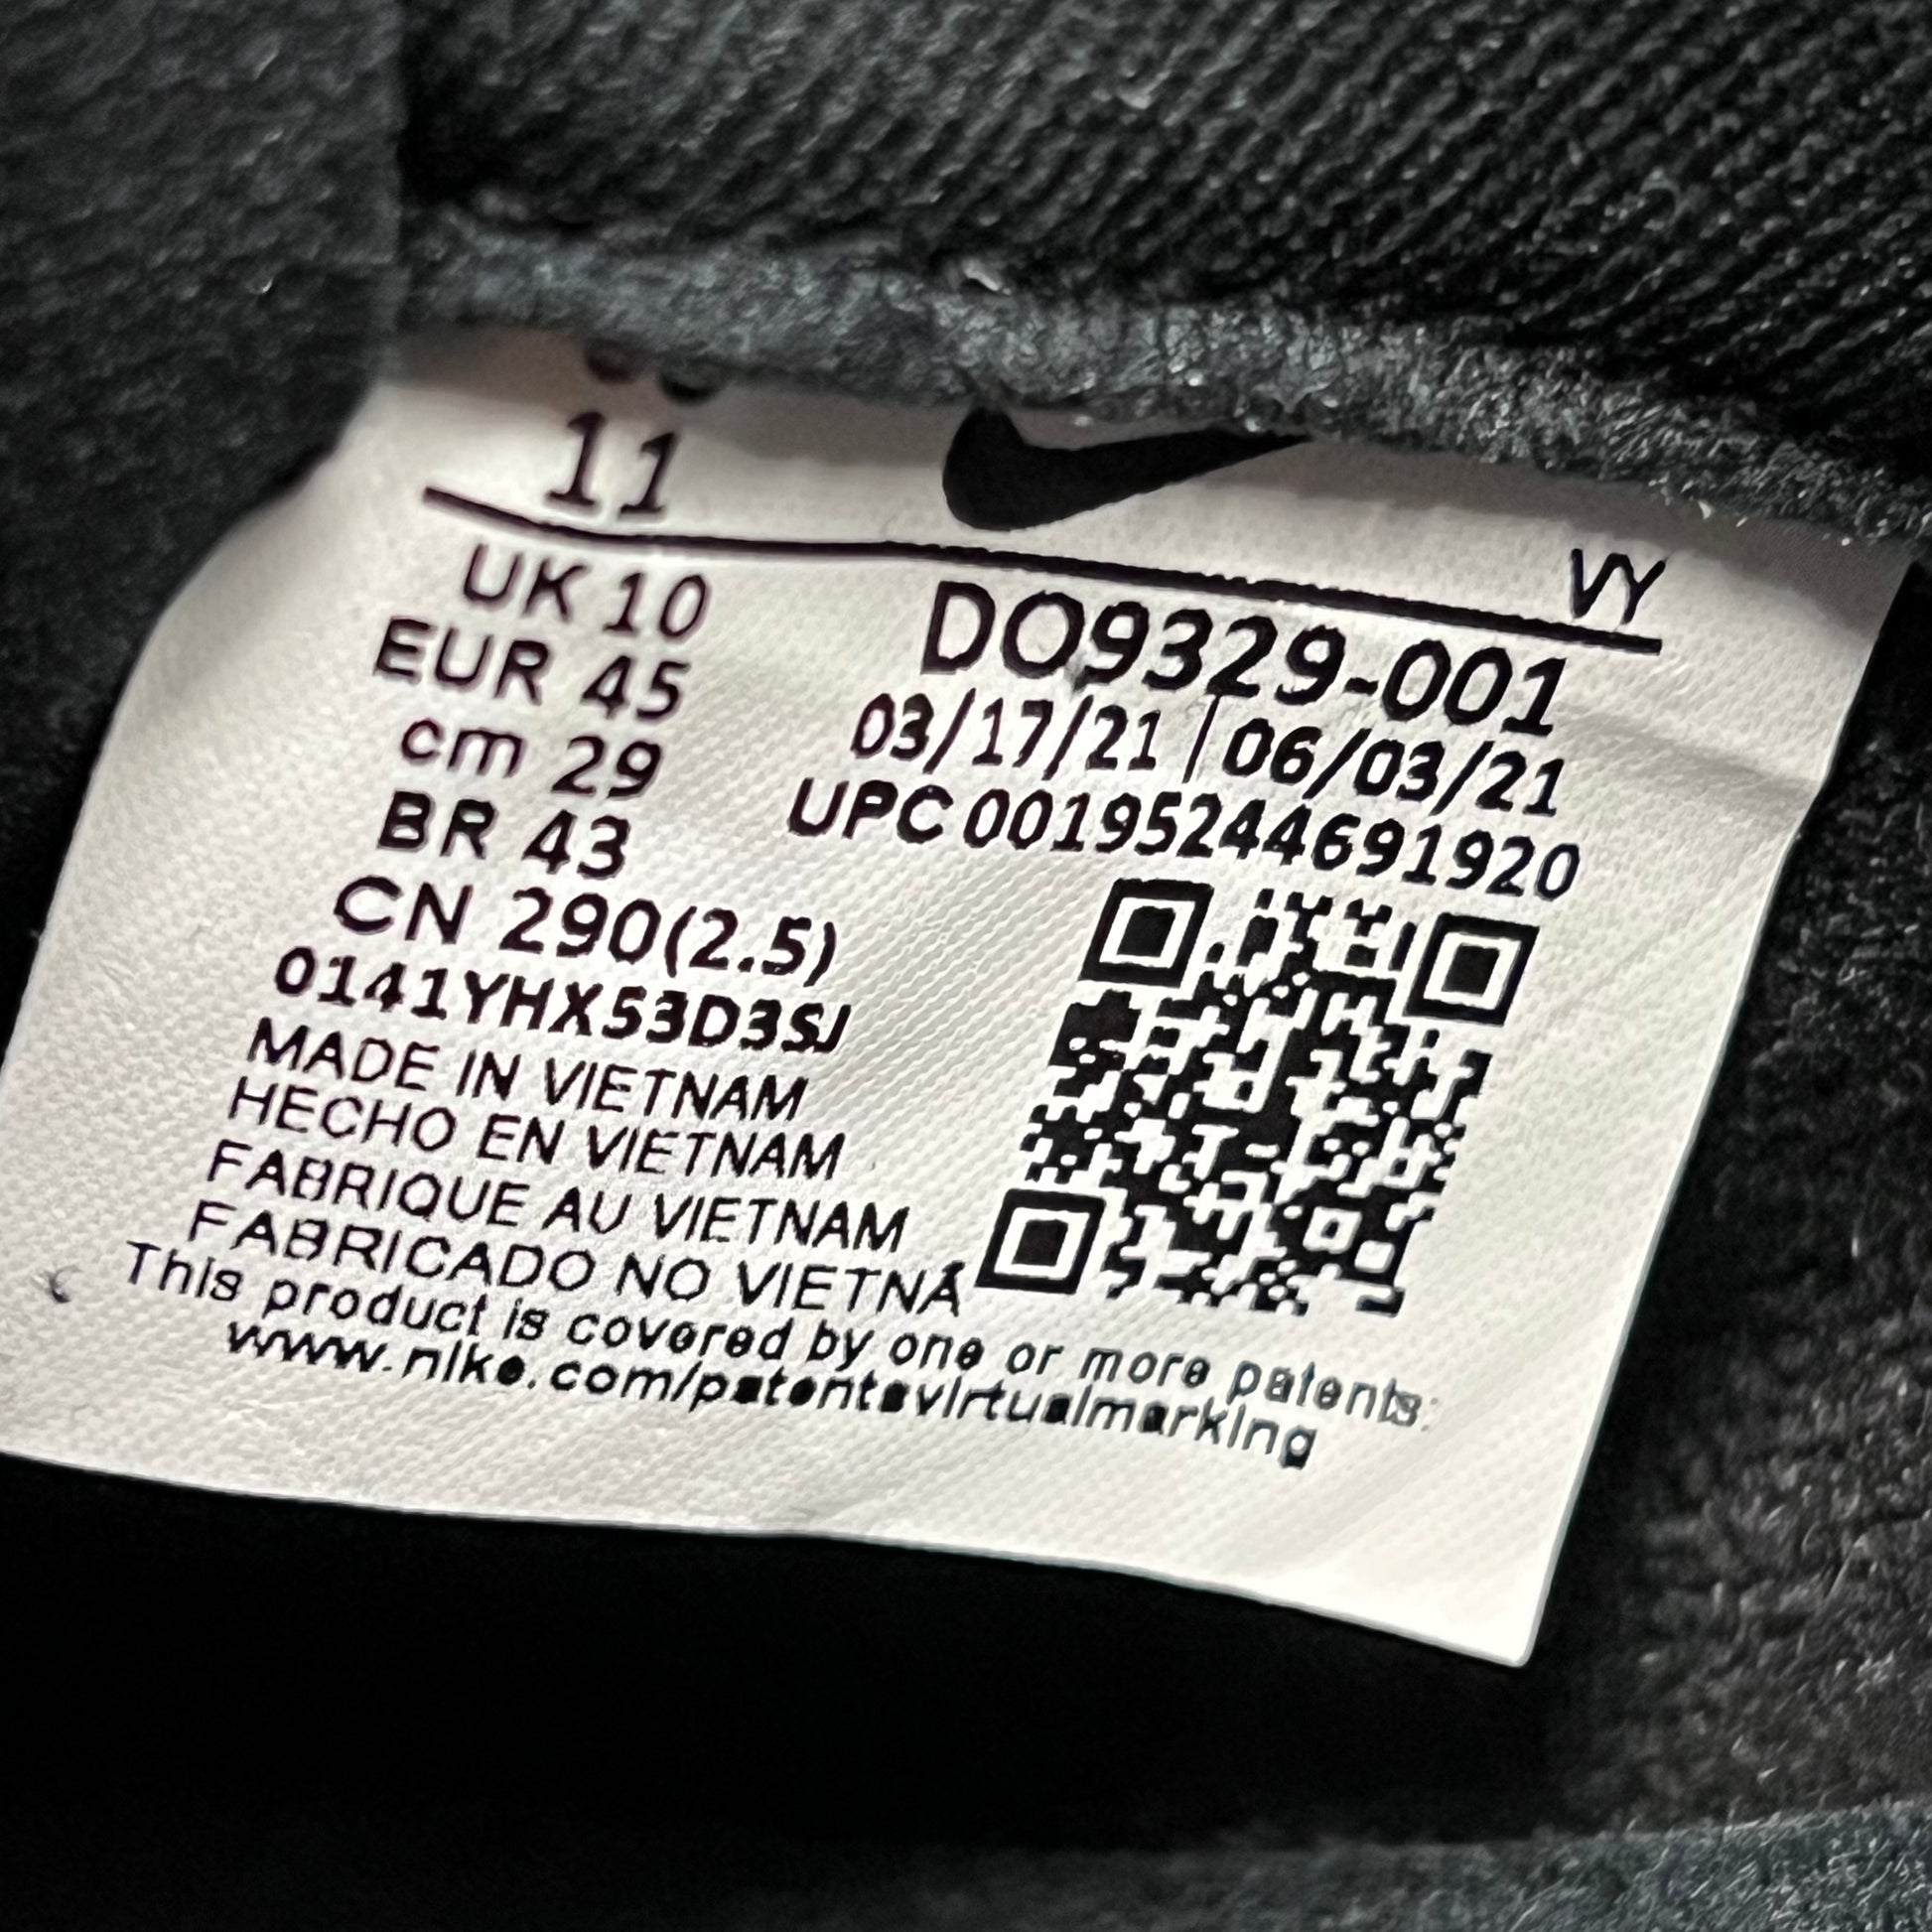 11
VY
UK 10
EUR 45
cm 29
BR 43
CN 290(2.5)
0141YHX53D3SJ
DO9329-001
03/17/21 | 06/03/21
UPC 00195244691920
MADE IN VIETNAM
HECHO EN VIETNAM
FABRIQUE AU VIETNAM
FABRICADO NO VIETNÃ
This product is covered by one or more patents:
www.nike.com/patentsvirtualmarking